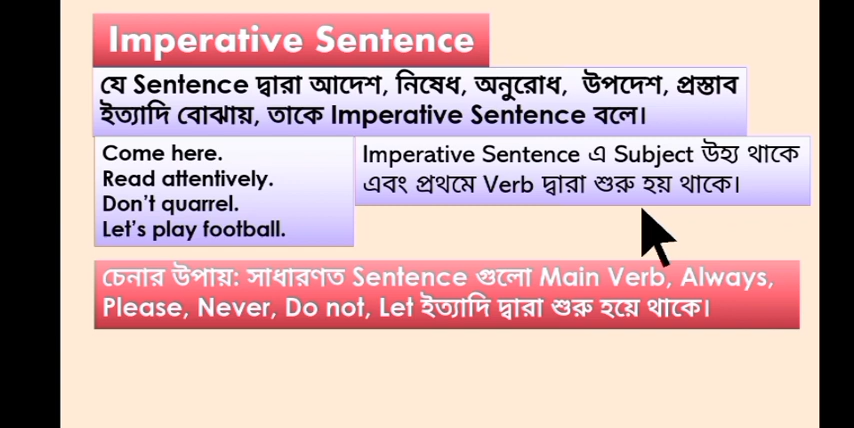 Imperative Sentence
যে Sentence দ্বারা আদেশ, নিষেধ, অনুরোধ, উপদেশ, প্রস্তাব
ইত্যাদি বোঝায়, তাকে Imperative Sentence বলে।
Come here.
Read attentively.
Don't quarrel.
Let's play football.
Imperative Sentence এ Subject উহ্য থাকে
এবং প্রথমে Verb দ্বারা শুরু হয় থাকে।
চেনার উপায়: সাধারণত Sentence গুলো Main Verb, Always,
Please, Never, Do not, Let ইত্যাদি দ্বারা শুরু হয়ে থাকে।